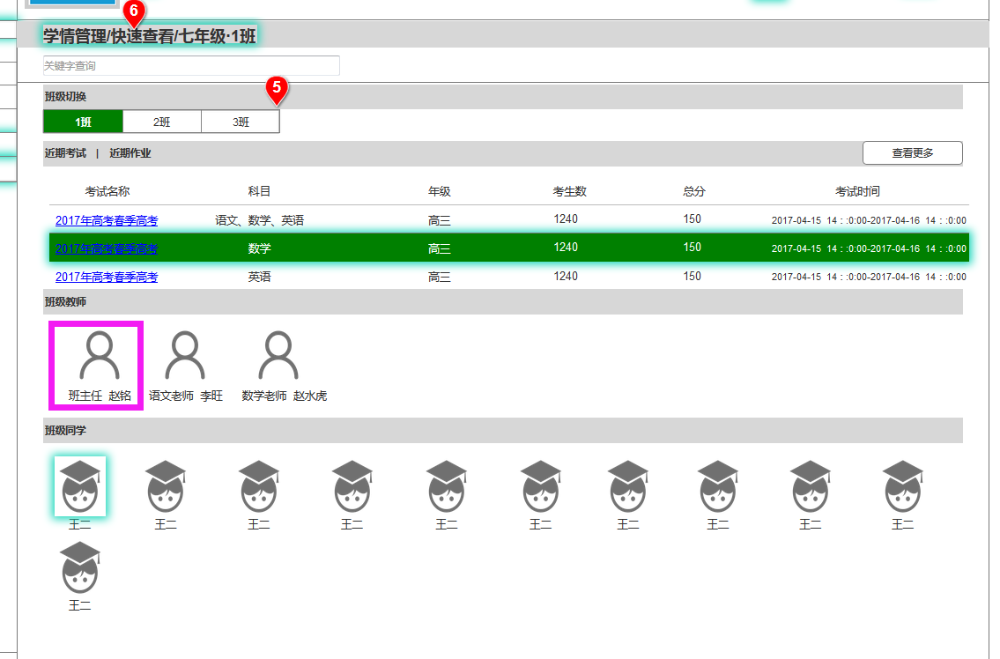 6
学情管理/快速查看/七年级·1班
关键字查询
5
班级切换
1班 2班 3班
近期考试 | 近期作业 查看更多
考试名称 科目 年级 考生数 总分 考试时间
2017年高考春季高考 语文、数学、英语 高三 1240 150 2017-04-15 14：:0:00-2017-04-16 14：:0:00
2017年高考春季高考 数学 高三 1240 150 2017-04-15 14：:0:00-2017-04-16 14：:0:00
2017年高考春季高考 英语 高三 1240 150 2017-04-15 14：:0:00-2017-04-16 14：:0:00
班级教师
班主任 赵铭 语文老师 李旺 数学老师 赵水虎
班级同学
王二 王二 王二 王二 王二 王二 王二 王二 王二 王二
王二